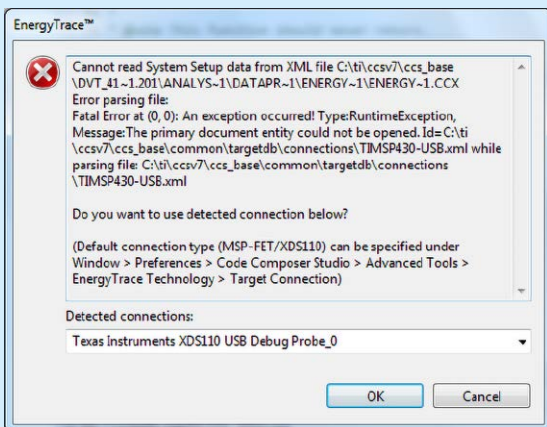 EnergyTrace™
Cannot read System Setup data from XML file C:\ti\ccsv7\ccs_base
\DVT_41~1.201\ANALYS~1\DATAPR~1\ENERGY~1\ENERGY~1.CCX
Error parsing file:
Fatal Error at (0, 0): An exception occurred! Type:RuntimeException,
Message:The primary document entity could not be opened. Id=C:\ti
\ccsv7\ccs_base\common\targetdb\connections\TIMSP430-USB.xml while
parsing file: C:\ti\ccsv7\ccs_base\common\targetdb\connections
\TIMSP430-USB.xml
Do you want to use detected connection below?
(Default connection type (MSP-FET/XDS110) can be specified under
Window > Preferences > Code Composer Studio > Advanced Tools >
EnergyTrace Technology > Target Connection)
Detected connections:
Texas Instruments XDS110 USB Debug Probe_0
OK
Cancel